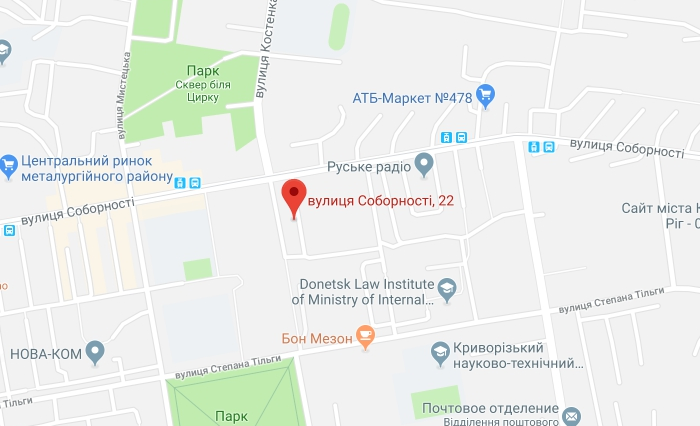 вулиця Мистецька
Парк
Сквер біля
Цирку
вулиця Костенка
АТБ-Маркет №478
Центральний ринок
металургійного району
Руське радіо
вулиця Соборності
вулиця Соборності
вулиця Соборності, 22
Сайт міста К
Ріг - 0
Donetsk Law Institute
of Ministry of Internal...
вулиця Степана Тільги
Бон Мезон
НОВА-КОМ
Криворізький
науково-технічний...
вулиця Степана Тільги
Тільги
Парк
Почтовое отделение
Відділення поштового